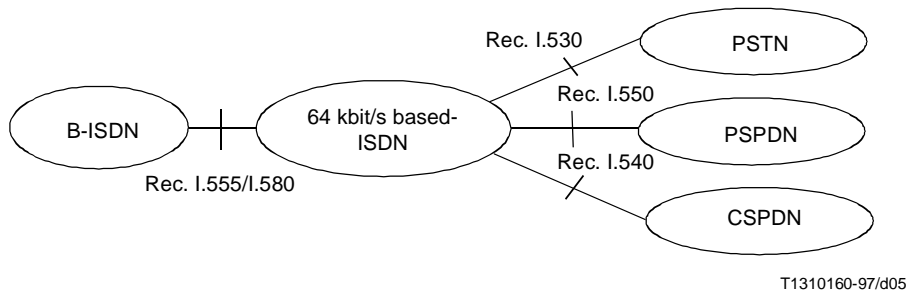 Rec. I.530
PSTN
Rec. I.550
B-ISDN
64 kbit/s based-
ISDN
PSPDN
Rec. I.540
Rec. I.555/I.580
CSPDN
T1310160-97/d05